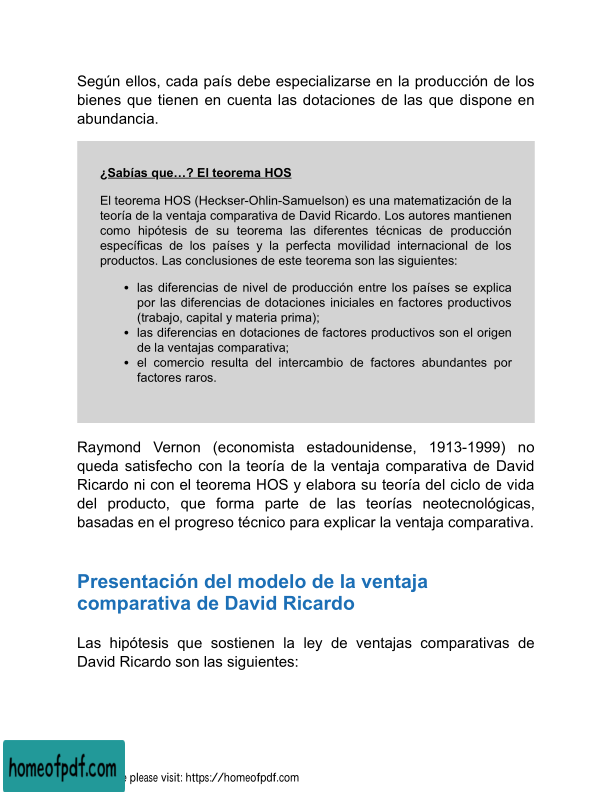 Según ellos, cada país debe especializarse en la producción de los
bienes que tienen en cuenta las dotaciones de las que dispone en
abundancia.
¿Sabías que…? El teorema HOS
El teorema HOS (Heckser-Ohlin-Samuelson) es una matematización de la
teoría de la ventaja comparativa de David Ricardo. Los autores mantienen
como hipótesis de su teorema las diferentes técnicas de producción
específicas de los países y la perfecta movilidad internacional de los
productos. Las conclusiones de este teorema son las siguientes:
• las diferencias de nivel de producción entre los países se explica
por las diferencias de dotaciones iniciales en factores productivos
(trabajo, capital y materia prima);
• las diferencias en dotaciones de factores productivos son el origen
de la ventajas comparativa;
• el comercio resulta del intercambio de factores abundantes por
factores raros.
Raymond Vernon (economista estadounidense, 1913-1999) no
queda satisfecho con la teoría de la ventaja comparativa de David
Ricardo ni con el teorema HOS y elabora su teoría del ciclo de vida
del producto, que forma parte de las teorías neotecnológicas,
basadas en el progreso técnico para explicar la ventaja comparativa.
Presentación del modelo de la ventaja
comparativa de David Ricardo
Las hipótesis que sostienen la ley de ventajas comparativas de
David Ricardo son las siguientes:
homeofpdf.com
please visit: https://homeofpdf.com